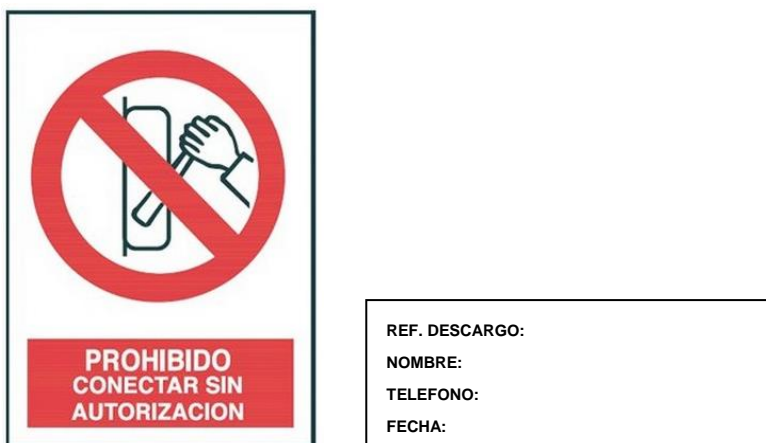 PROHIBIDO
CONECTAR SIN
AUTORIZACION
REF. DESCARGO:
NOMBRE:
TELEFONO:
FECHA: